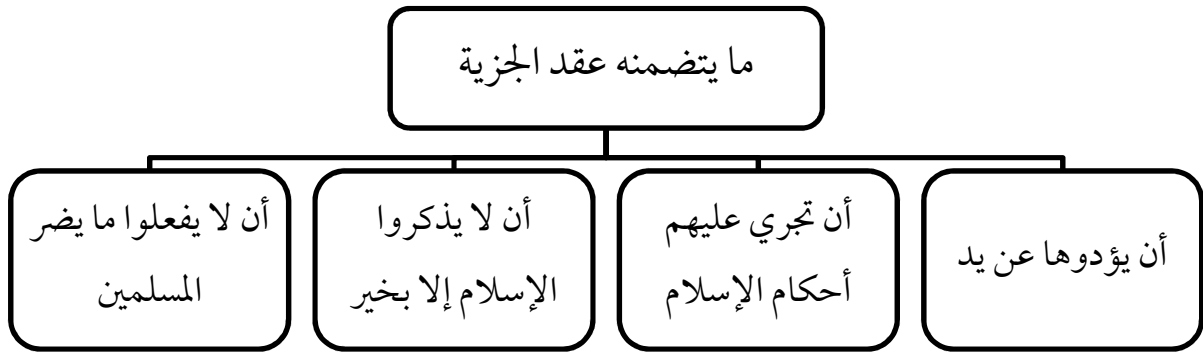 ما يتضمنه عقد الجزية
أن يؤدوها عن يد
أن تجري عليهم
أحكام الإسلام
أن لا يذكروا
الإسلام إلا بخير
أن لا يفعلوا ما يضر
المسلمين